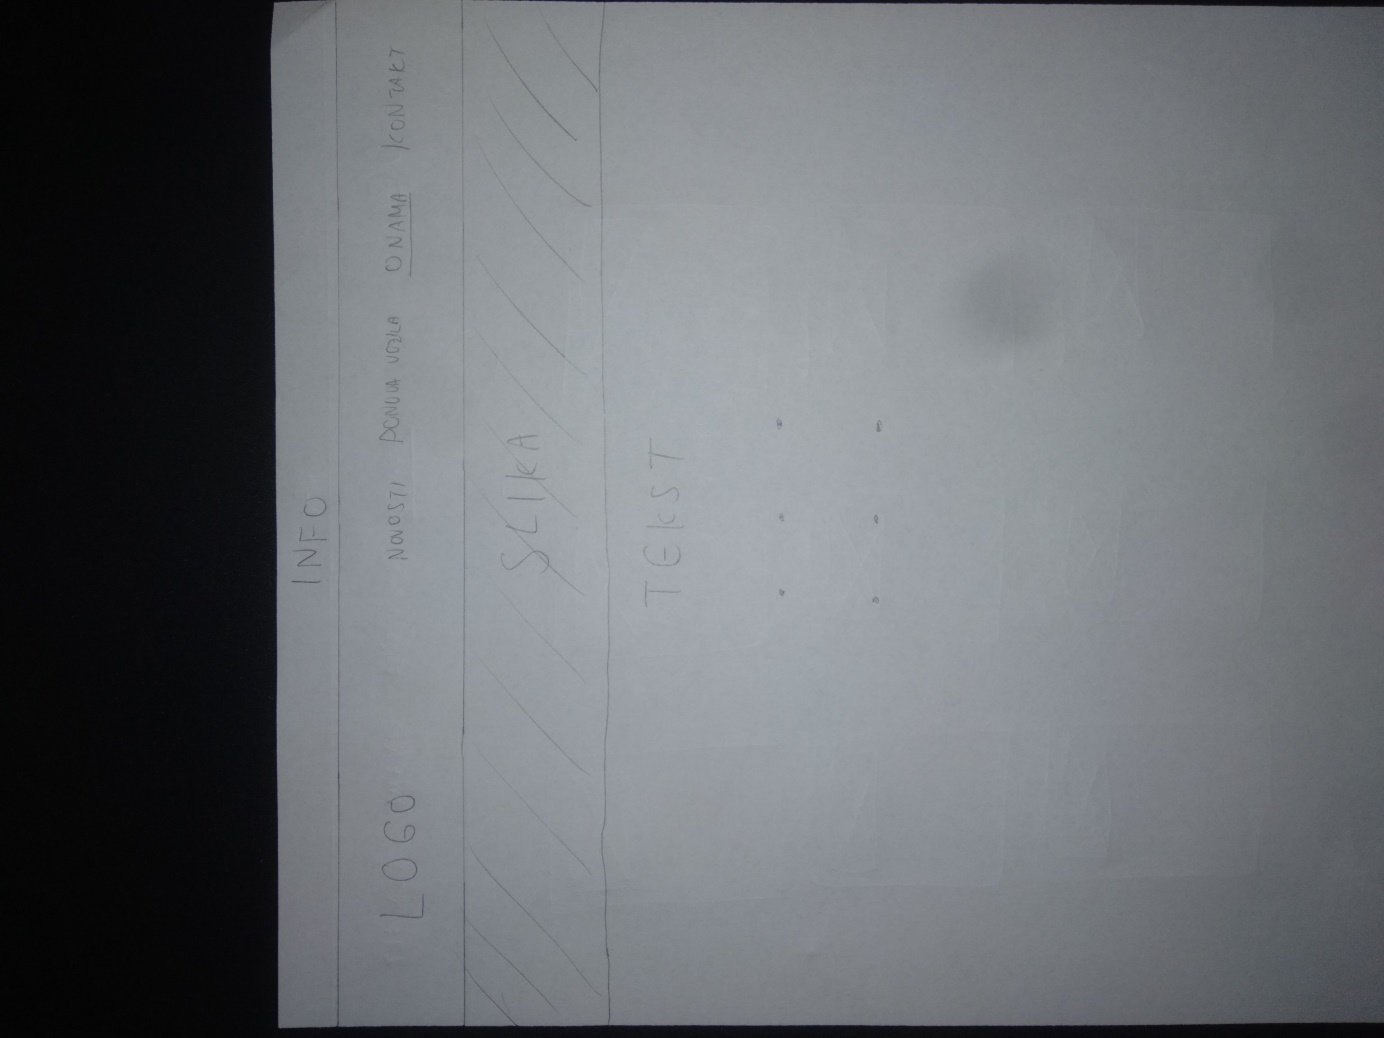 INFO
LOGO NOVOSTI PONUDA VOZILA O NAMA KONTAKT
SLIKA
TEKST